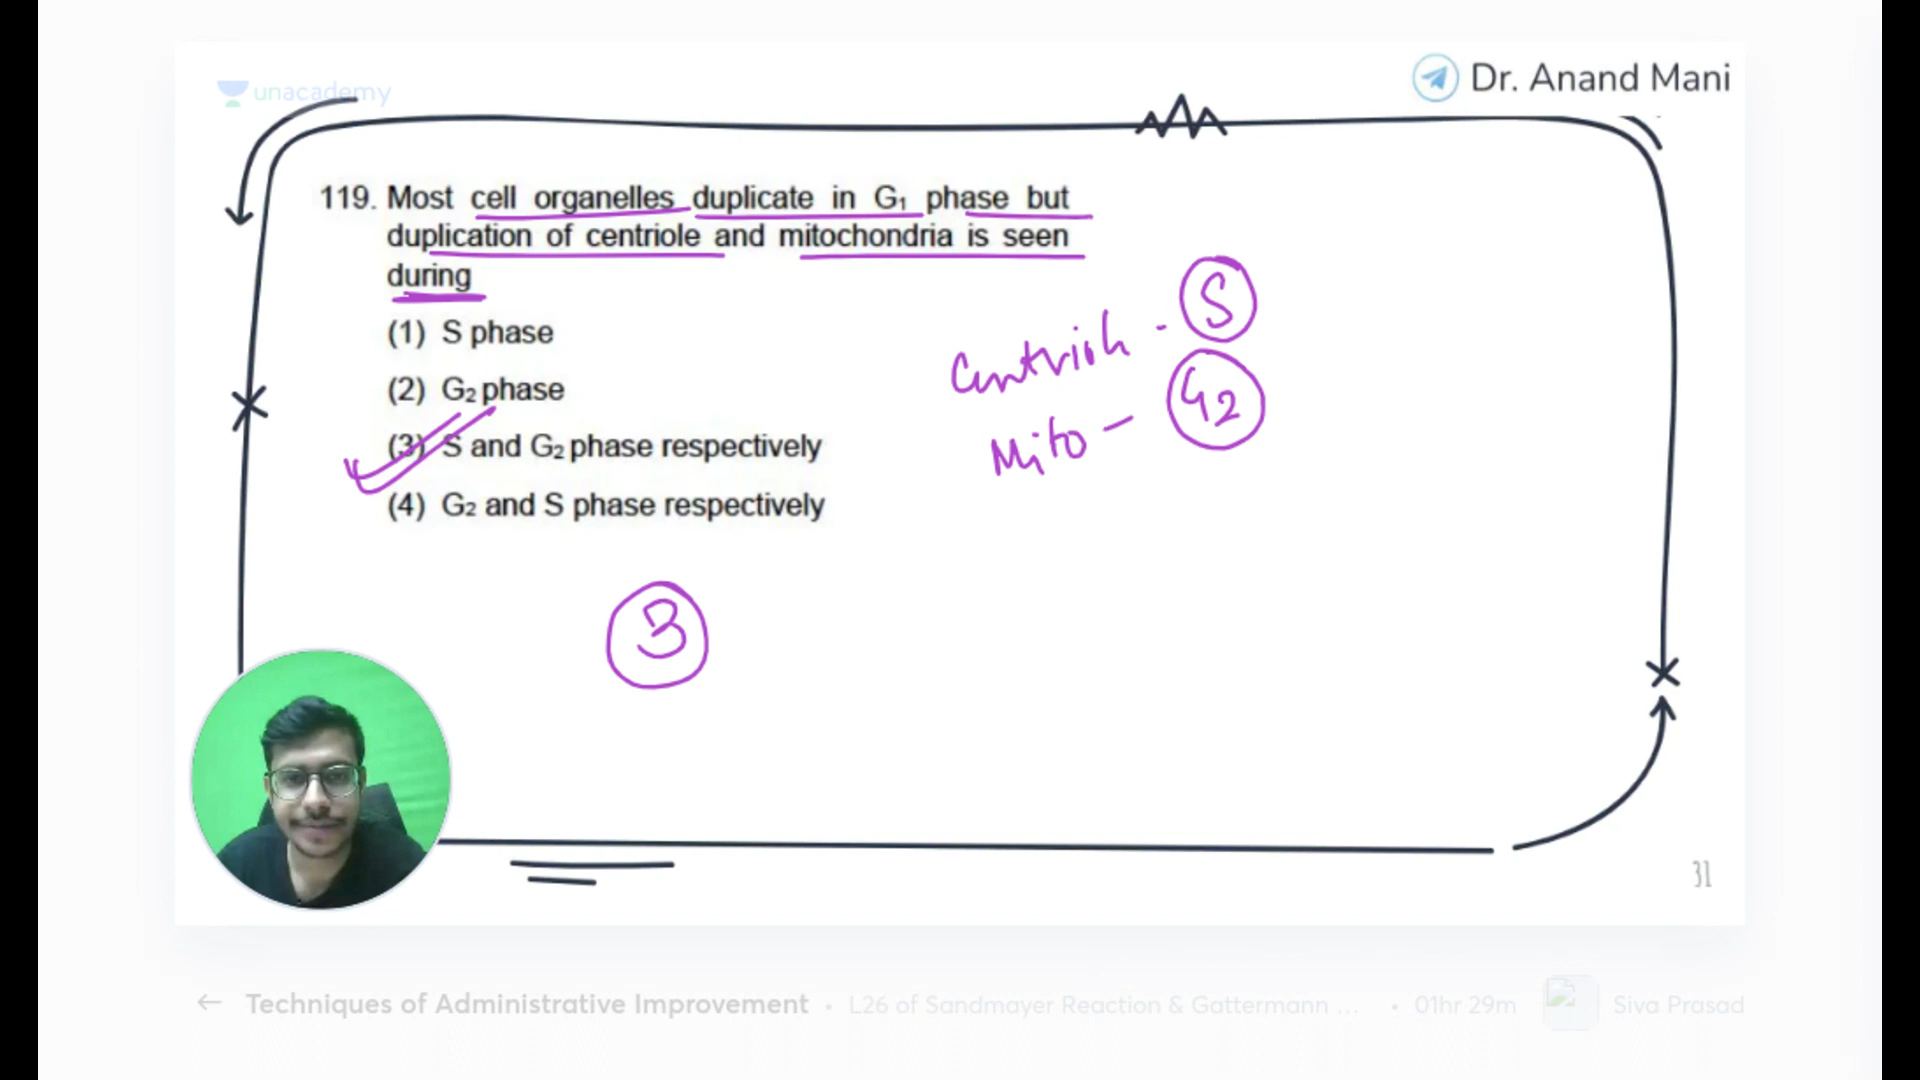 unacademy
Dr. Anand Mani
119. Most cell organelles duplicate in G₁ phase but
duplication of centriole and mitochondria is seen
during
(1) S phase
(2) G₂ phase
(3) S and G₂ phase respectively
(4) G₂ and S phase respectively
Centriole - S
Mito - G2
3
31
← Techniques of Administrative Improvement • L26 of Sandmayer Reaction & Gattermann ... • 01hr 29m Siva Prasad